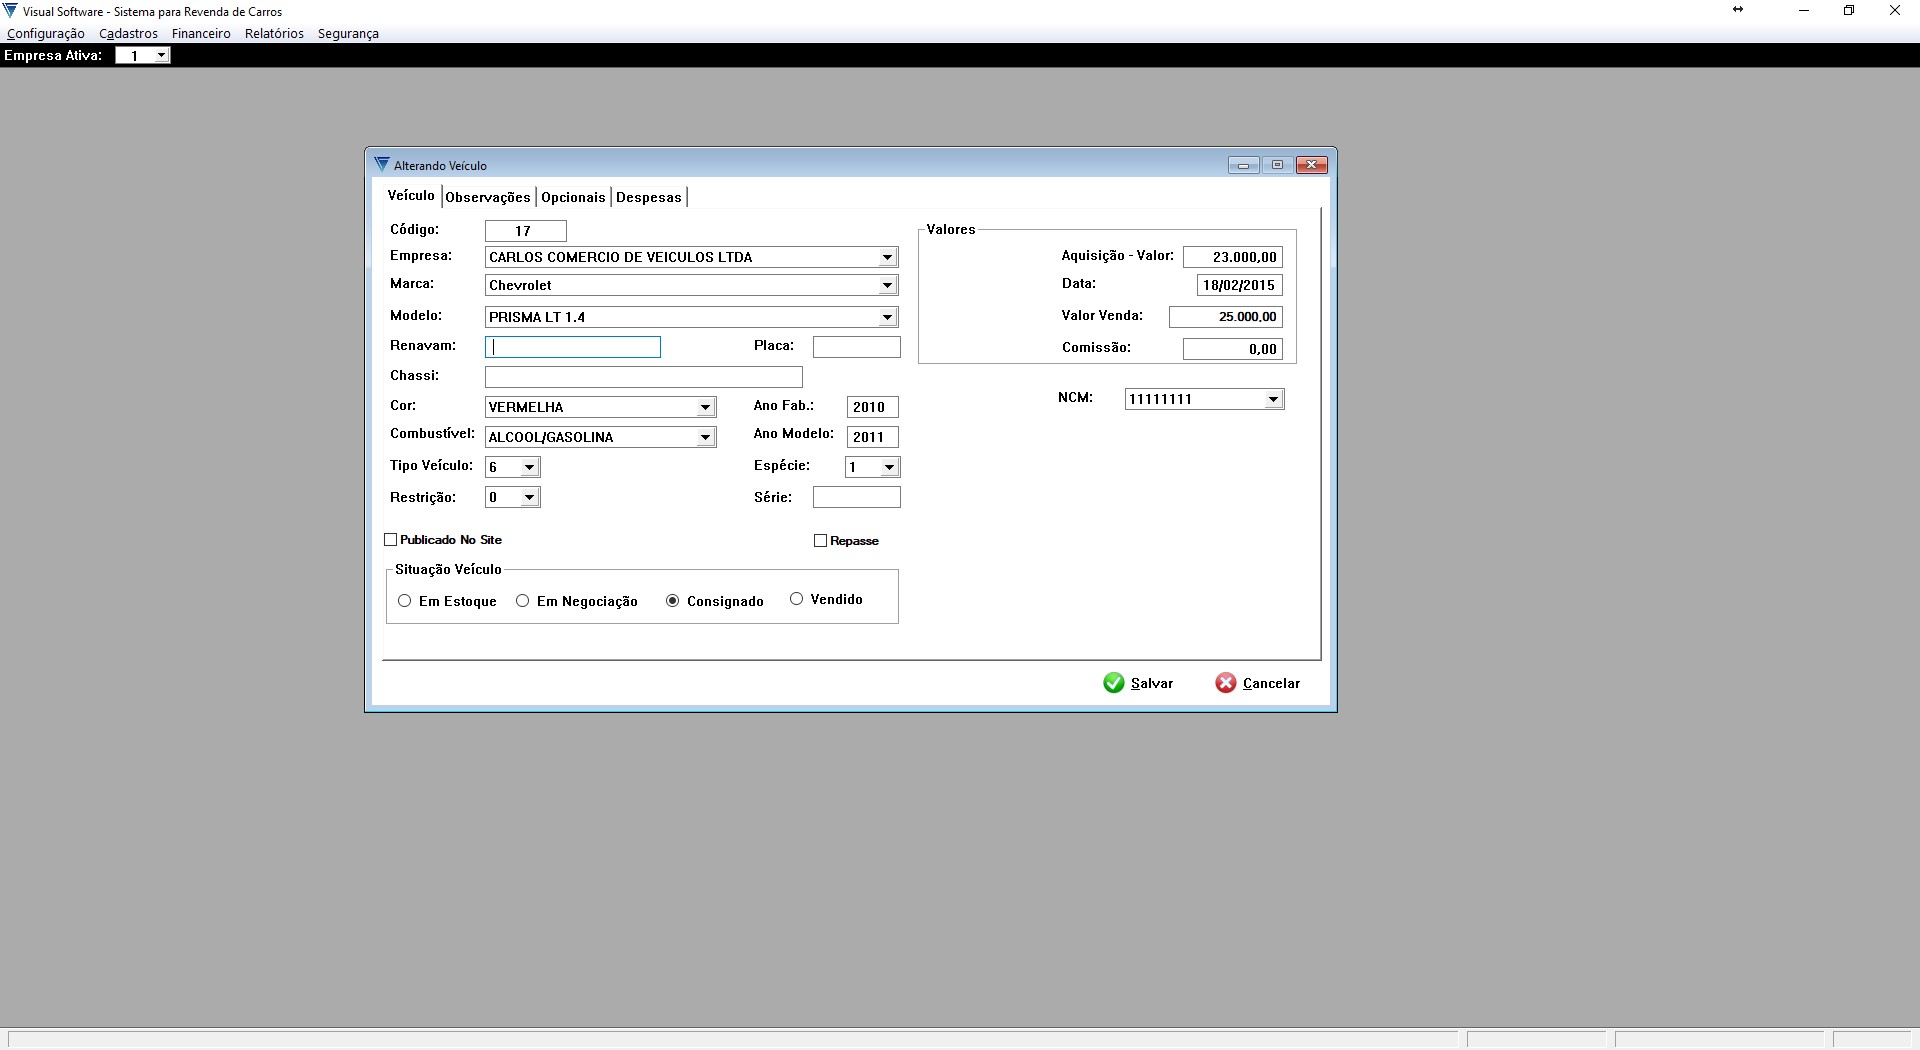 Visual Software - Sistema para Revenda de Carros
Configuração Cadastros Financeiro Relatórios Segurança
Empresa Ativa: 1
Alterando Veículo
Veículo Observações Opcionais Despesas
Código: 17
Empresa: CARLOS COMERCIO DE VEICULOS LTDA
Marca: Chevrolet
Modelo: PRISMA LT 1.4
Renavam: Placa:
Chassi:
Cor: VERMELHA Ano Fab.: 2010
Combustível: ALCOOL/GASOLINA Ano Modelo: 2011
Tipo Veículo: 6 Espécie: 1
Restrição: 0 Série:
Publicado No Site Repasse
Situação Veículo
Em Estoque Em Negociação Consignado Vendido
Valores
Aquisição - Valor: 23.000,00
Data: 18/02/2015
Valor Venda: 25.000,00
Comissão: 0,00
NCM: 11111111
Salvar Cancelar